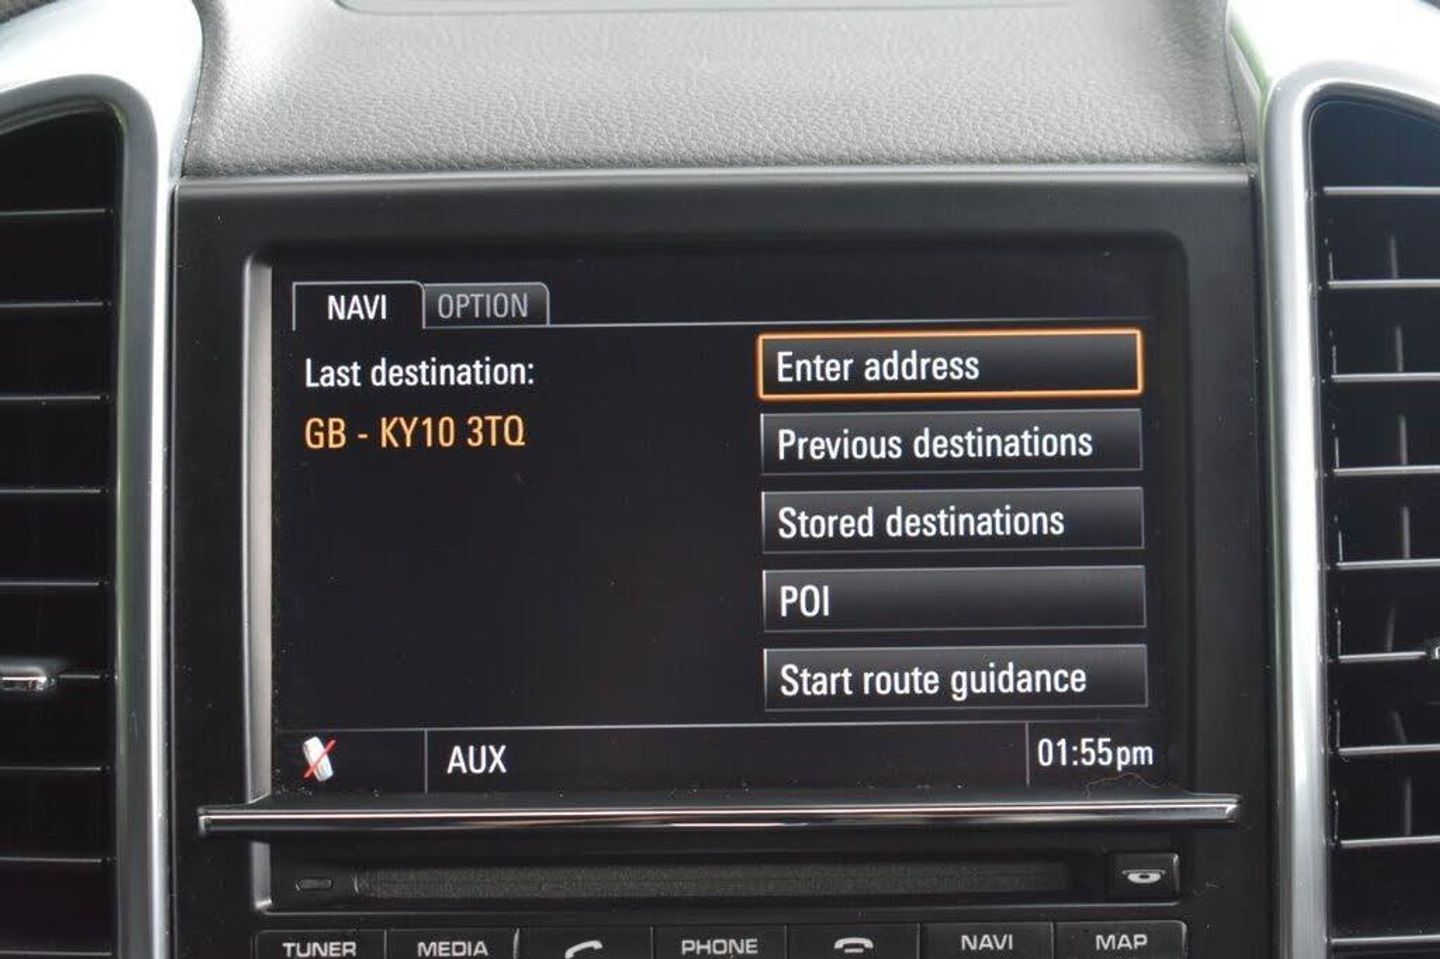 NAVI
OPTION
Last destination:
GB - KY10 3TQ
Enter address
Previous destinations
Stored destinations
POI
Start route guidance
AUX
01:55pm
TUNER
MEDIA
PHONE
NAVI
MAP